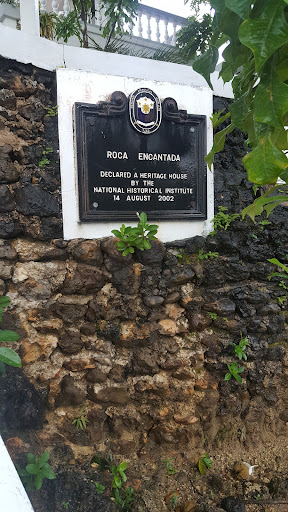 ROCA ENCANTADA
DECLARED A HERITAGE HOUSE
BY THE
NATIONAL HISTORICAL INSTITUTE
14 AUGUST 2002